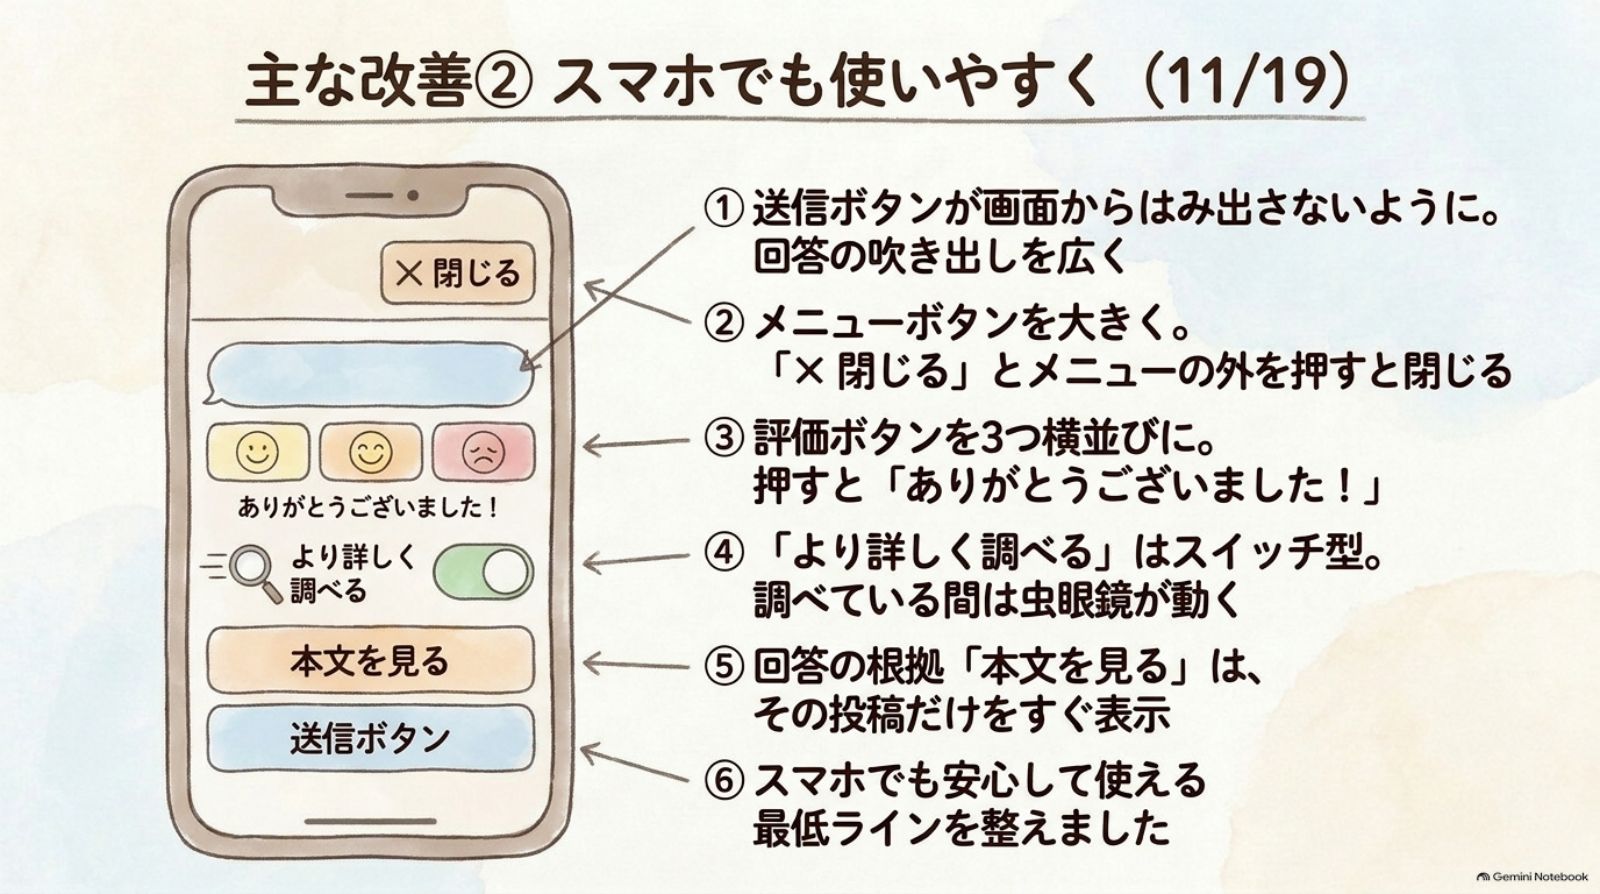 主な改善② スマホでも使いやすく（11/19）
× 閉じる
ありがとうございました！
より詳しく
調べる
本文を見る
送信ボタン
① 送信ボタンが画面からはみ出さないように。
回答の吹き出しを広く
② メニューボタンを大きく。
「× 閉じる」とメニューの外を押すと閉じる
③ 評価ボタンを3つ横並びに。
押すと「ありがとうございました！」
④ 「より詳しく調べる」はスイッチ型。
調べている間は虫眼鏡が動く
⑤ 回答の根拠「本文を見る」は、
その投稿だけをすぐ表示
⑥ スマホでも安心して使える
最低ラインを整えました
Gemini Notebook